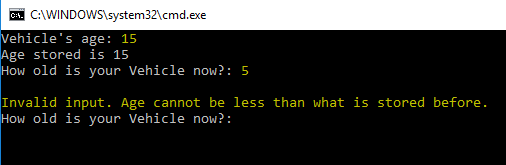 C:\WINDOWS\system32\cmd.exe
Vehicle's age: 15
Age stored is 15
How old is your Vehicle now?: 5
Invalid input. Age cannot be less than what is stored before.
How old is your Vehicle now?: